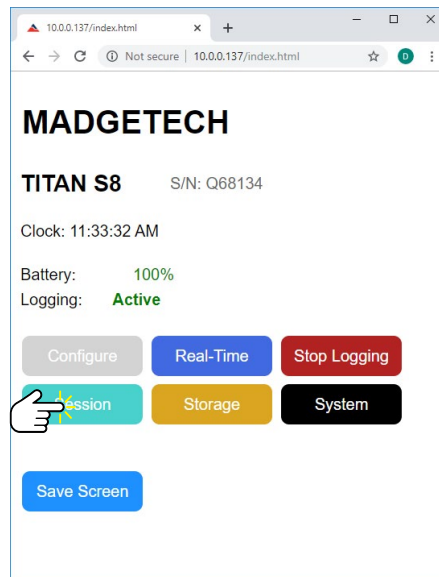 10.0.0.137/index.html
Not secure | 10.0.0.137/index.html
D
MADGETECH
TITAN S8 S/N: Q68134
Clock: 11:33:32 AM
Battery: 100%
Logging: Active
Configure Real-Time Stop Logging
ession Storage System
Save Screen